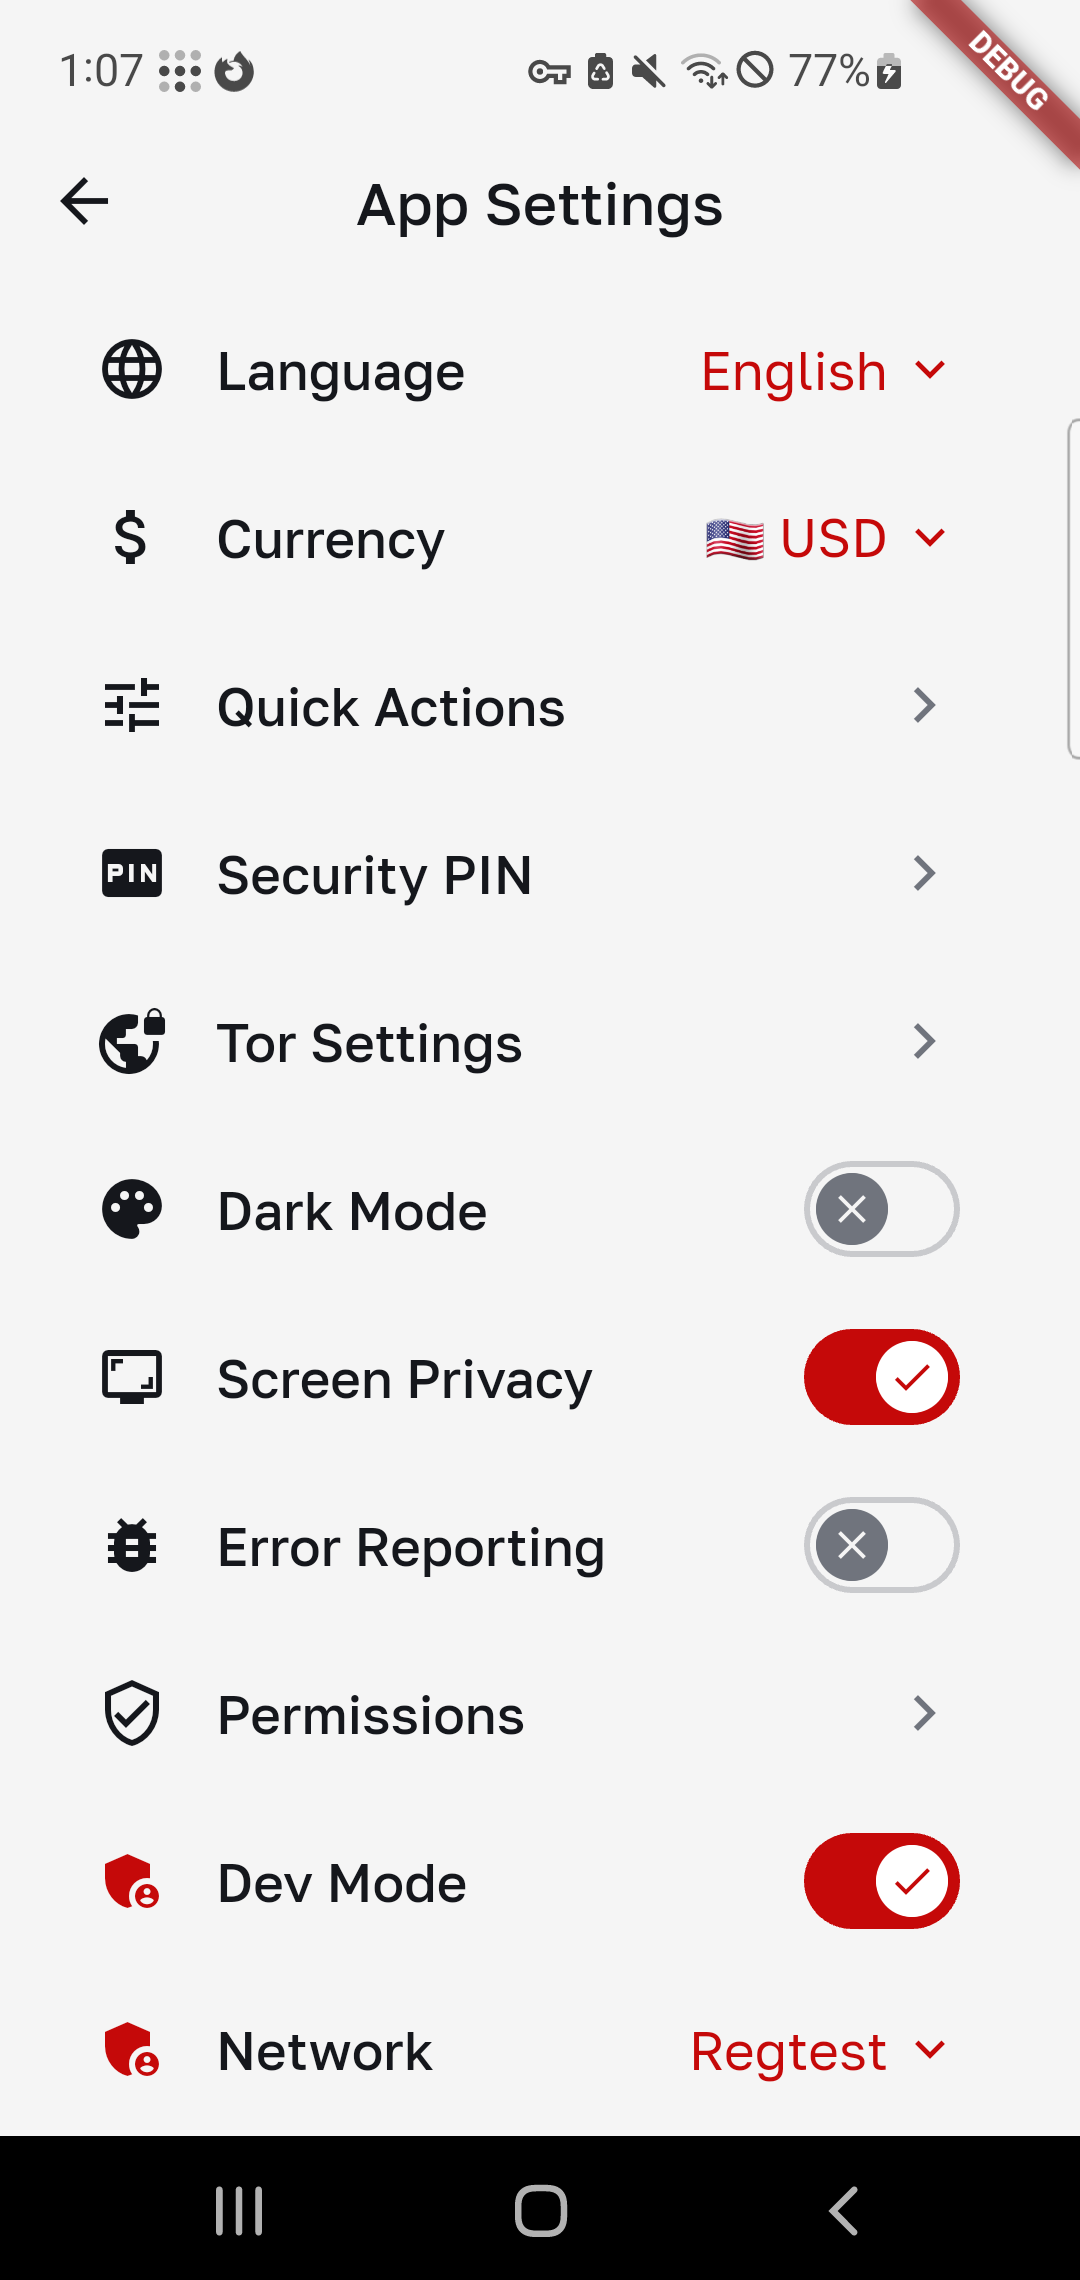 1:07
77%
DEBUG
App Settings
Language English
Currency 🇺🇸 USD
Quick Actions
PIN Security PIN
Tor Settings
Dark Mode
Screen Privacy
Error Reporting
Permissions
Dev Mode
Network Regtest